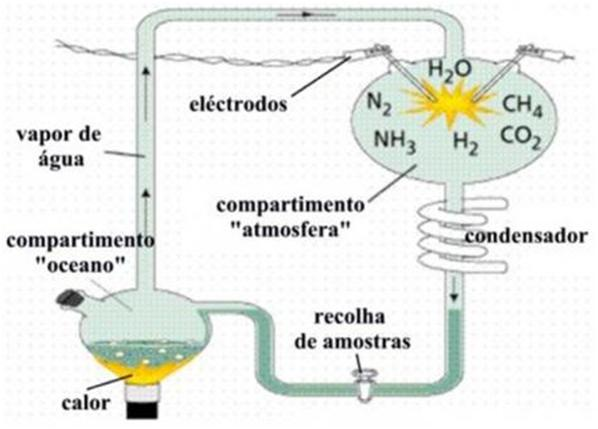 H₂O
N₂
CH₄
NH₃
H₂
CO₂
eléctrodos
vapor de
água
compartimento
"atmosfera"
condensador
compartimento
"oceano"
recolha
de amostras
calor